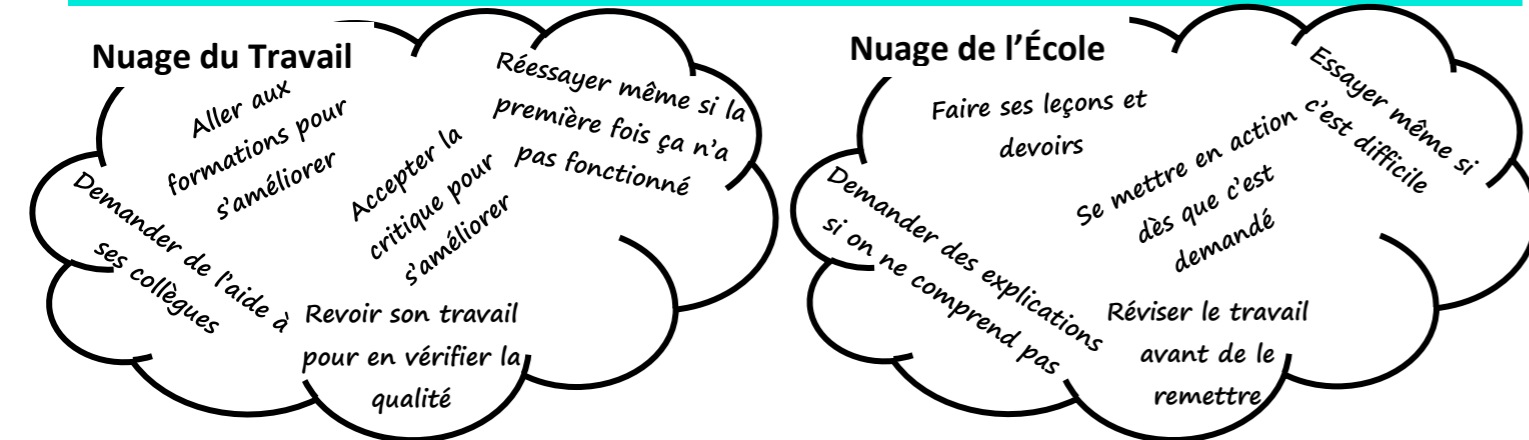 Nuage du Travail
Aller aux
formations pour
s'améliorer
Réessayer même si la
première fois ça n'a
pas fonctionné
Accepter la
critique pour
s'améliorer
Demander de l'aide à
ses collègues
Revoir son travail
pour en vérifier la
qualité
Nuage de l'École
Faire ses leçons et
devoirs
Essayer même si
c'est difficile
Se mettre en action
dès que c'est
demandé
Demander des explications
si on ne comprend pas
Réviser le travail
avant de le
remettre